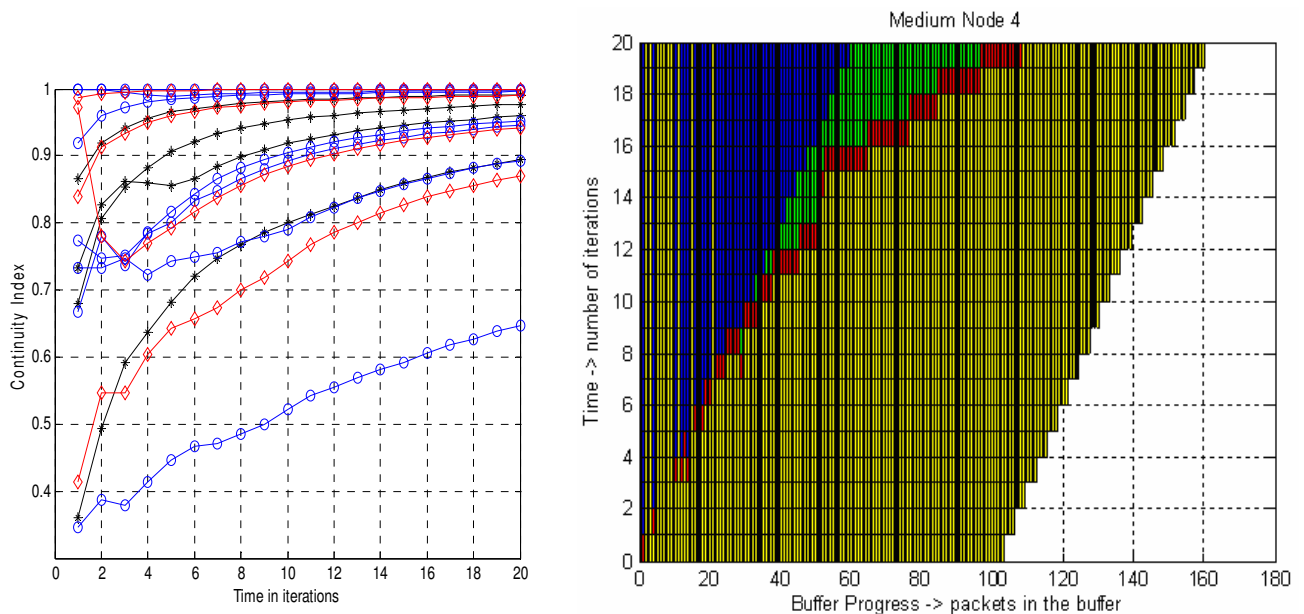 1
0.9
0.8
0.7
0.6
0.5
0.4
Continuity Index
0 2 4 6 8 10 12 14 16 18 20
Time in iterations
Medium Node 4
20
18
16
14
12
10
8
6
4
2
0
Time -> number of iterations
0 20 40 60 80 100 120 140 160 180
Buffer Progress -> packets in the buffer